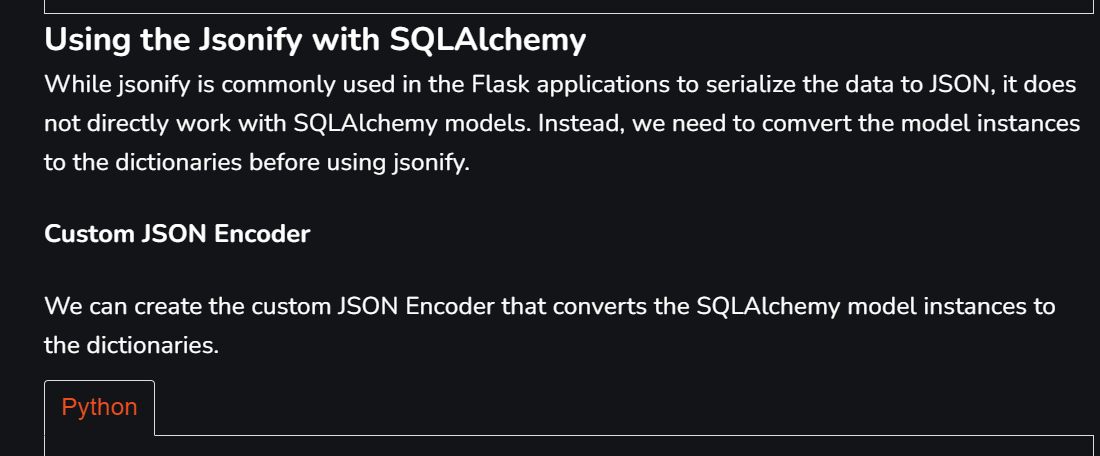 Using the Jsonify with SQLAlchemy
While jsonify is commonly used in the Flask applications to serialize the data to JSON, it does
not directly work with SQLAlchemy models. Instead, we need to comvert the model instances
to the dictionaries before using jsonify.
Custom JSON Encoder
We can create the custom JSON Encoder that converts the SQLAlchemy model instances to
the dictionaries.
Python